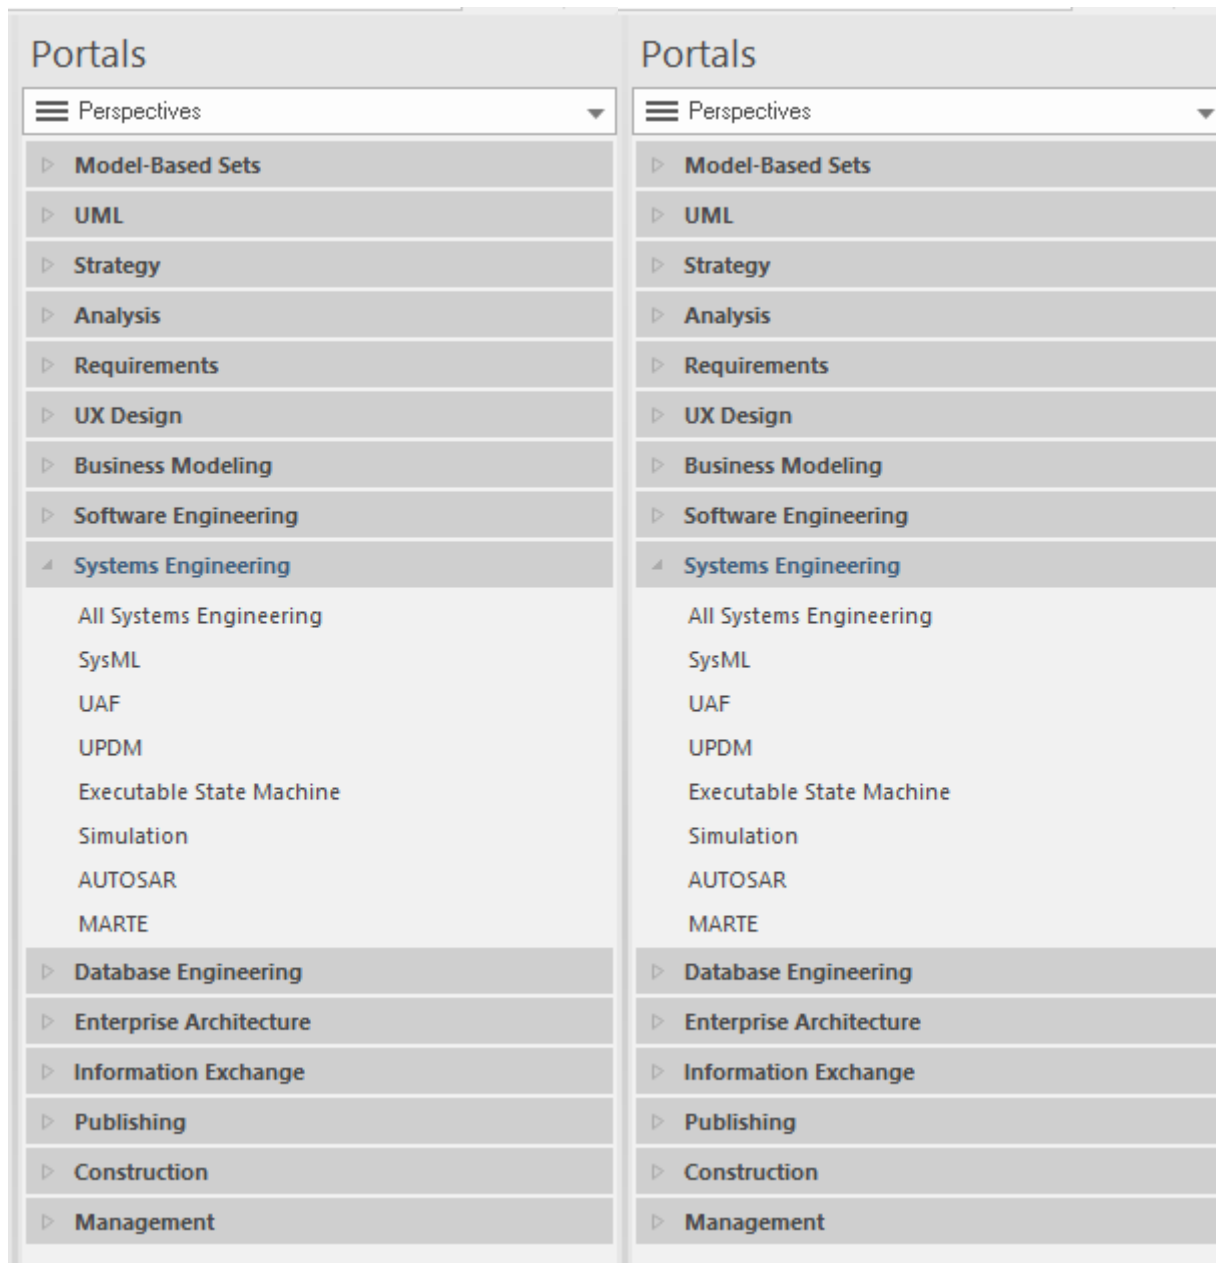 Portals
Perspectives
Model-Based Sets
UML
Strategy
Analysis
Requirements
UX Design
Business Modeling
Software Engineering
Systems Engineering
All Systems Engineering
SysML
UAF
UPDM
Executable State Machine
Simulation
AUTOSAR
MARTE
Database Engineering
Enterprise Architecture
Information Exchange
Publishing
Construction
Management
Portals
Perspectives
Model-Based Sets
UML
Strategy
Analysis
Requirements
UX Design
Business Modeling
Software Engineering
Systems Engineering
All Systems Engineering
SysML
UAF
UPDM
Executable State Machine
Simulation
AUTOSAR
MARTE
Database Engineering
Enterprise Architecture
Information Exchange
Publishing
Construction
Management